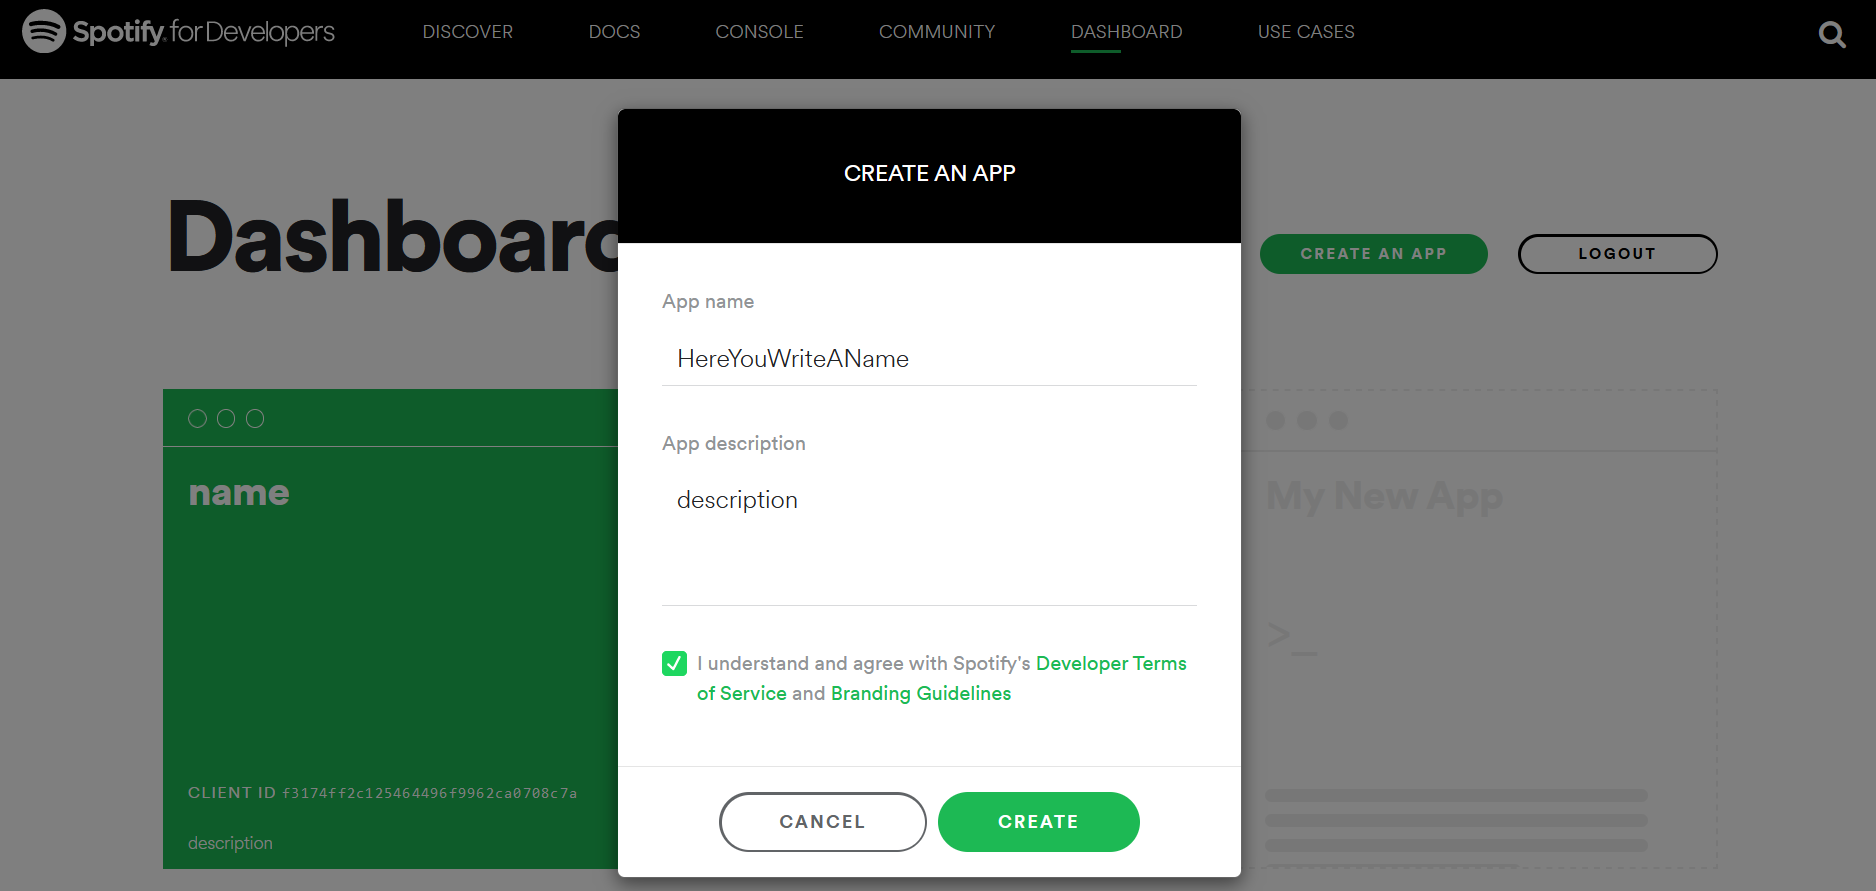 Spotify for Developers
DISCOVER
DOCS
CONSOLE
COMMUNITY
DASHBOARD
USE CASES
CREATE AN APP
Dashboard
CREATE AN APP
LOGOUT
App name
HereYouWriteAName
App description
description
I understand and agree with Spotify's Developer Terms
of Service and Branding Guidelines
CANCEL
CREATE
name
CLIENT ID f3174ff2c125464496f9962ca0708c7a
description
My New App
>_